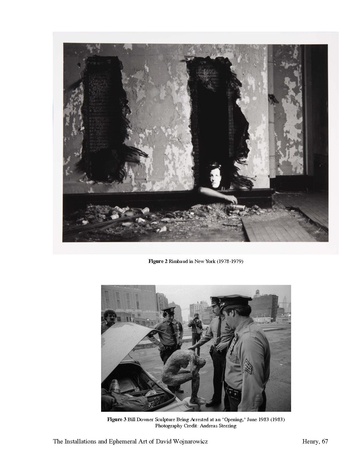 Figure 2 Rimbaud in New York (1978-1979)
Figure 3 Bill Downer Sculpture Being Arrested at an "Opening," June 1983 (1983)
Photography Credit: Andreas Sterzing
The Installations and Ephemeral Art of David Wojnarowicz
Henry, 67